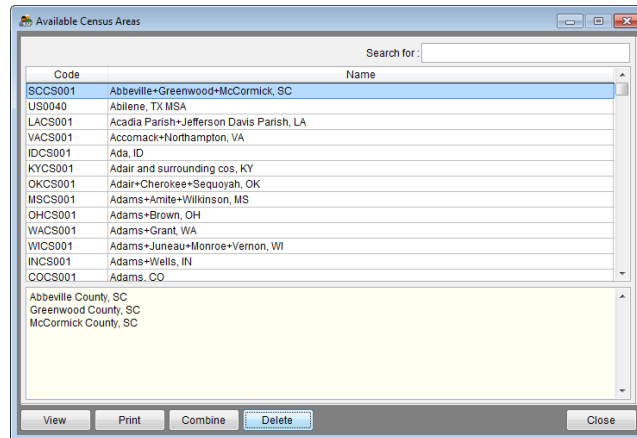 Available Census Areas
Search for :
Code Name
SCCS001 Abbeville+Greenwood+McCormick, SC
US0040 Abilene, TX MSA
LACS001 Acadia Parish+Jefferson Davis Parish, LA
VACS001 Accomack+Northampton, VA
IDCS001 Ada, ID
KYCS001 Adair and surrounding cos, KY
OKCS001 Adair+Cherokee+Sequoyah, OK
MSCS001 Adams+Amite+Wilkinson, MS
OHCS001 Adams+Brown, OH
WACS001 Adams+Grant, WA
WICS001 Adams+Juneau+Monroe+Vernon, WI
INCS001 Adams+Wells, IN
COCS001 Adams, CO
Abbeville County, SC
Greenwood County, SC
McCormick County, SC
View Print Combine Delete Close